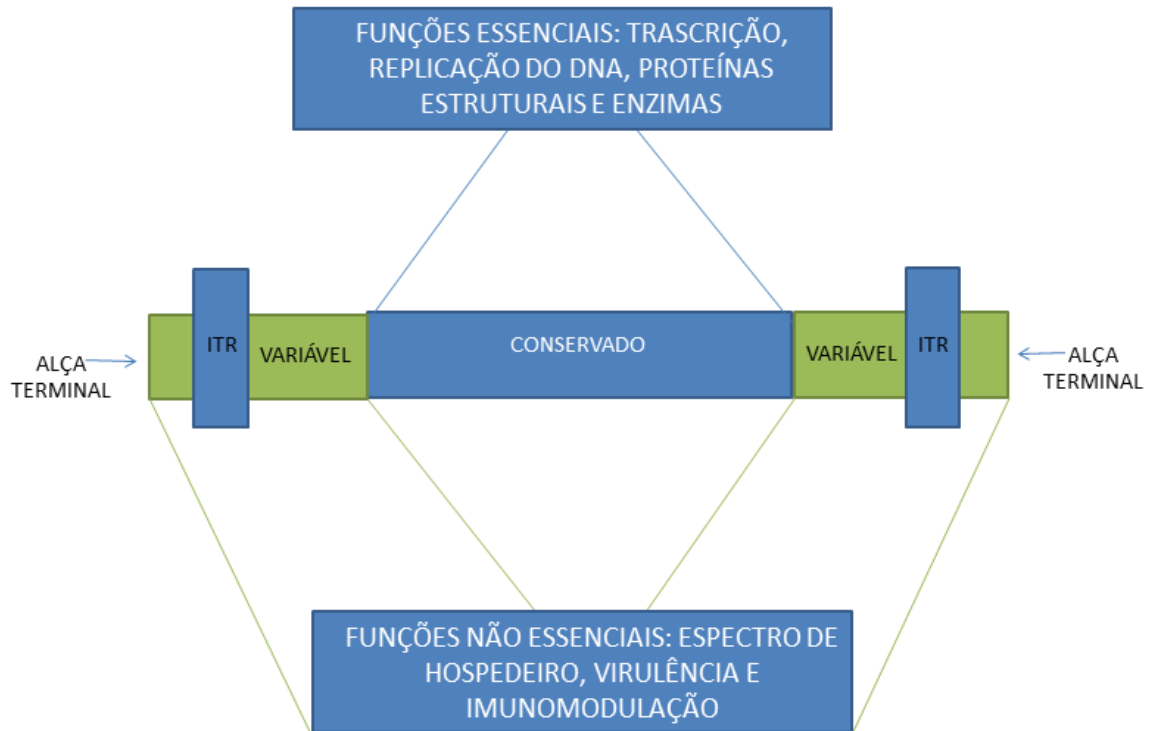 FUNÇÕES ESSENCIAIS: TRASCRIÇÃO,
REPLICAÇÃO DO DNA, PROTEÍNAS
ESTRUTURAIS E ENZIMAS
ALÇA
TERMINAL
ITR
VARIÁVEL
CONSERVADO
VARIÁVEL
ITR
ALÇA
TERMINAL
FUNÇÕES NÃO ESSENCIAIS: ESPECTRO DE
HOSPEDEIRO, VIRULÊNCIA E
IMUNOMODULAÇÃO